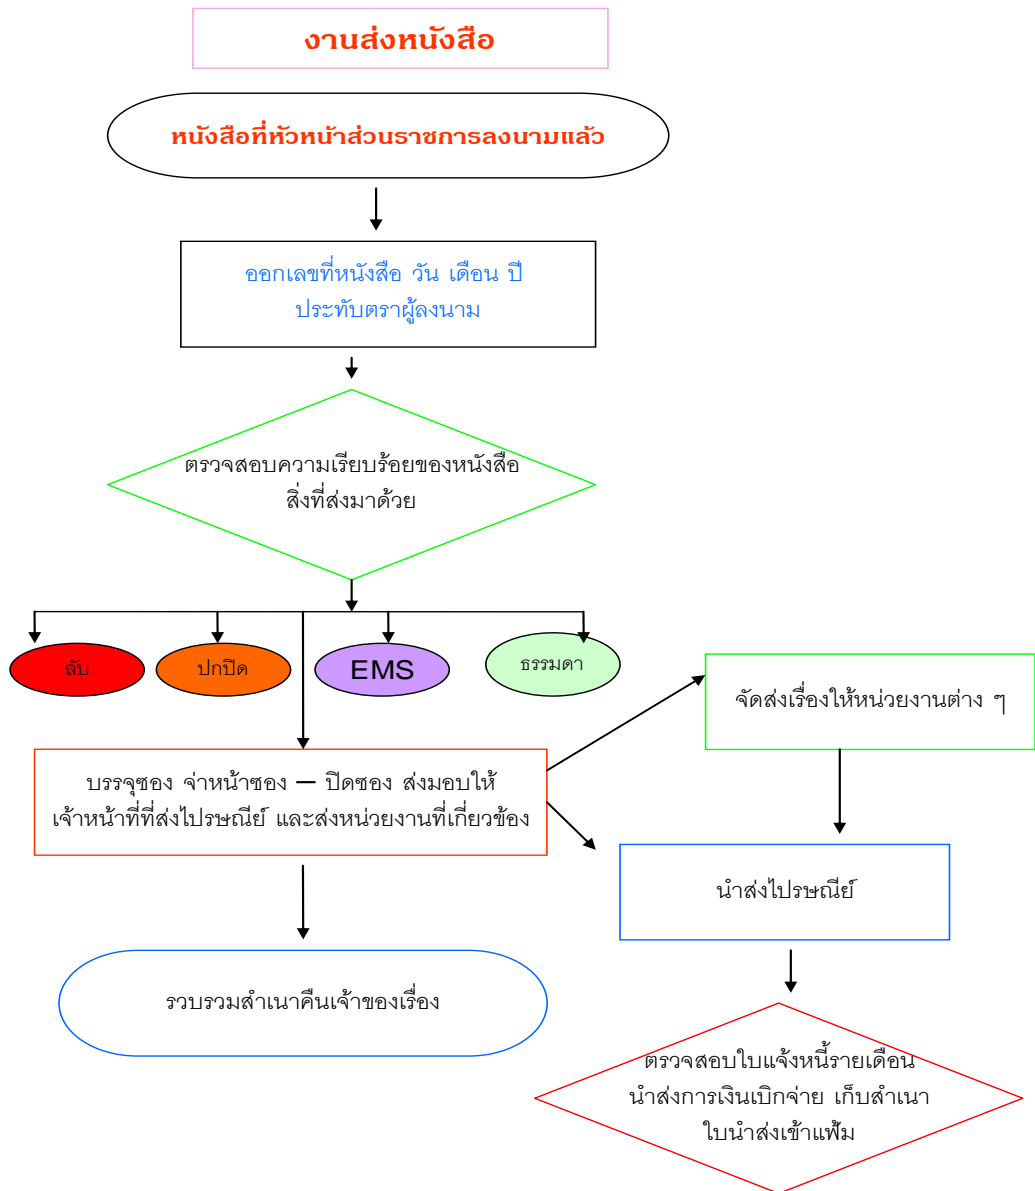 งานส่งหนังสือ
หนังสือที่หัวหน้าส่วนราชการลงนามแล้ว
ออกเลขที่หนังสือ วัน เดือน ปี
ประทับตราผู้ลงนาม
ตรวจสอบความเรียบร้อยของหนังสือ
สิ่งที่ส่งมาด้วย
ลับ
ปกปิด
EMS
ธรรมดา
จัดส่งเรื่องให้หน่วยงานต่าง ๆ
บรรจุซอง จ่าหน้าซอง – ปิดซอง ส่งมอบให้
เจ้าหน้าที่ที่ส่งไปรษณีย์ และส่งหน่วยงานที่เกี่ยวข้อง
นำส่งไปรษณีย์
รวบรวมสำเนาคืนเจ้าของเรื่อง
ตรวจสอบใบแจ้งหนี้รายเดือน
นำส่งการเงินเบิกจ่าย เก็บสำเนา
ใบนำส่งเข้าแฟ้ม